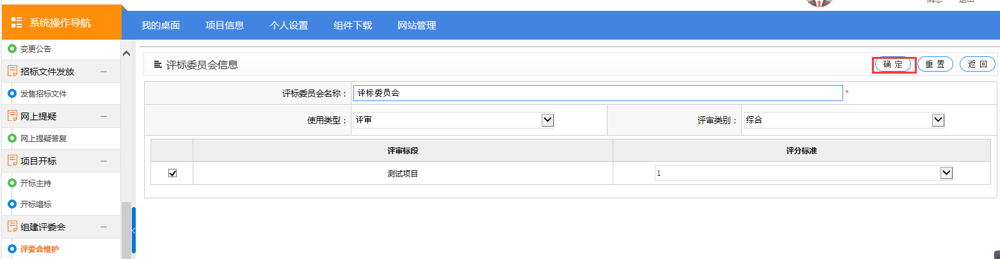 消息 退出
系统操作导航
我的桌面 项目信息 个人设置 组件下载 网站管理
变更公告
招标文件发放
发售招标文件
网上提疑
网上提疑答复
项目开标
开标主持
开标唱标
组建评委会
评委会维护
评标委员会信息
确 定 重 置 返 回
评标委员会名称： 评标委员会 *
使用类型： 评审 评审类别： 综合
评审标段 评分标准
测试项目 1